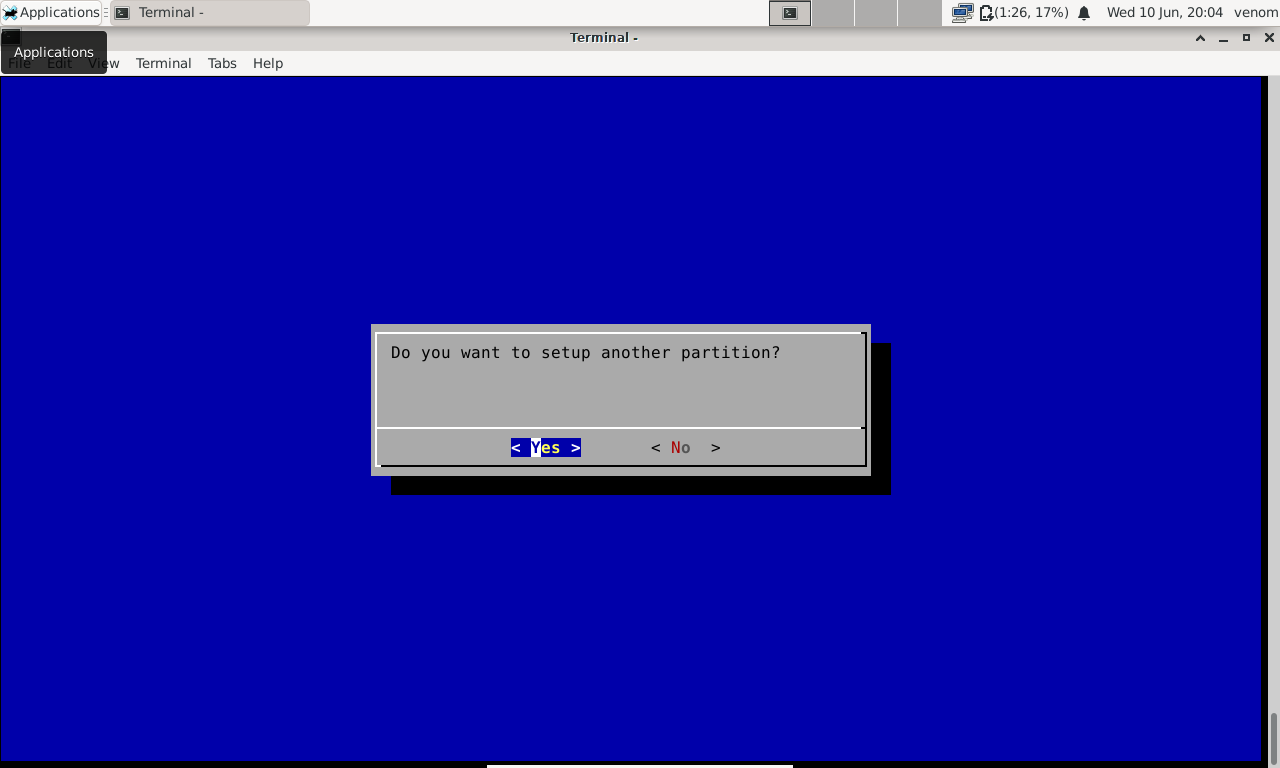 Applications Terminal - (1:26, 17%) Wed 10 Jun, 20:04 venom
Terminal -
Applications
File Edit View Terminal Tabs Help
Do you want to setup another partition?
< Yes > < No >